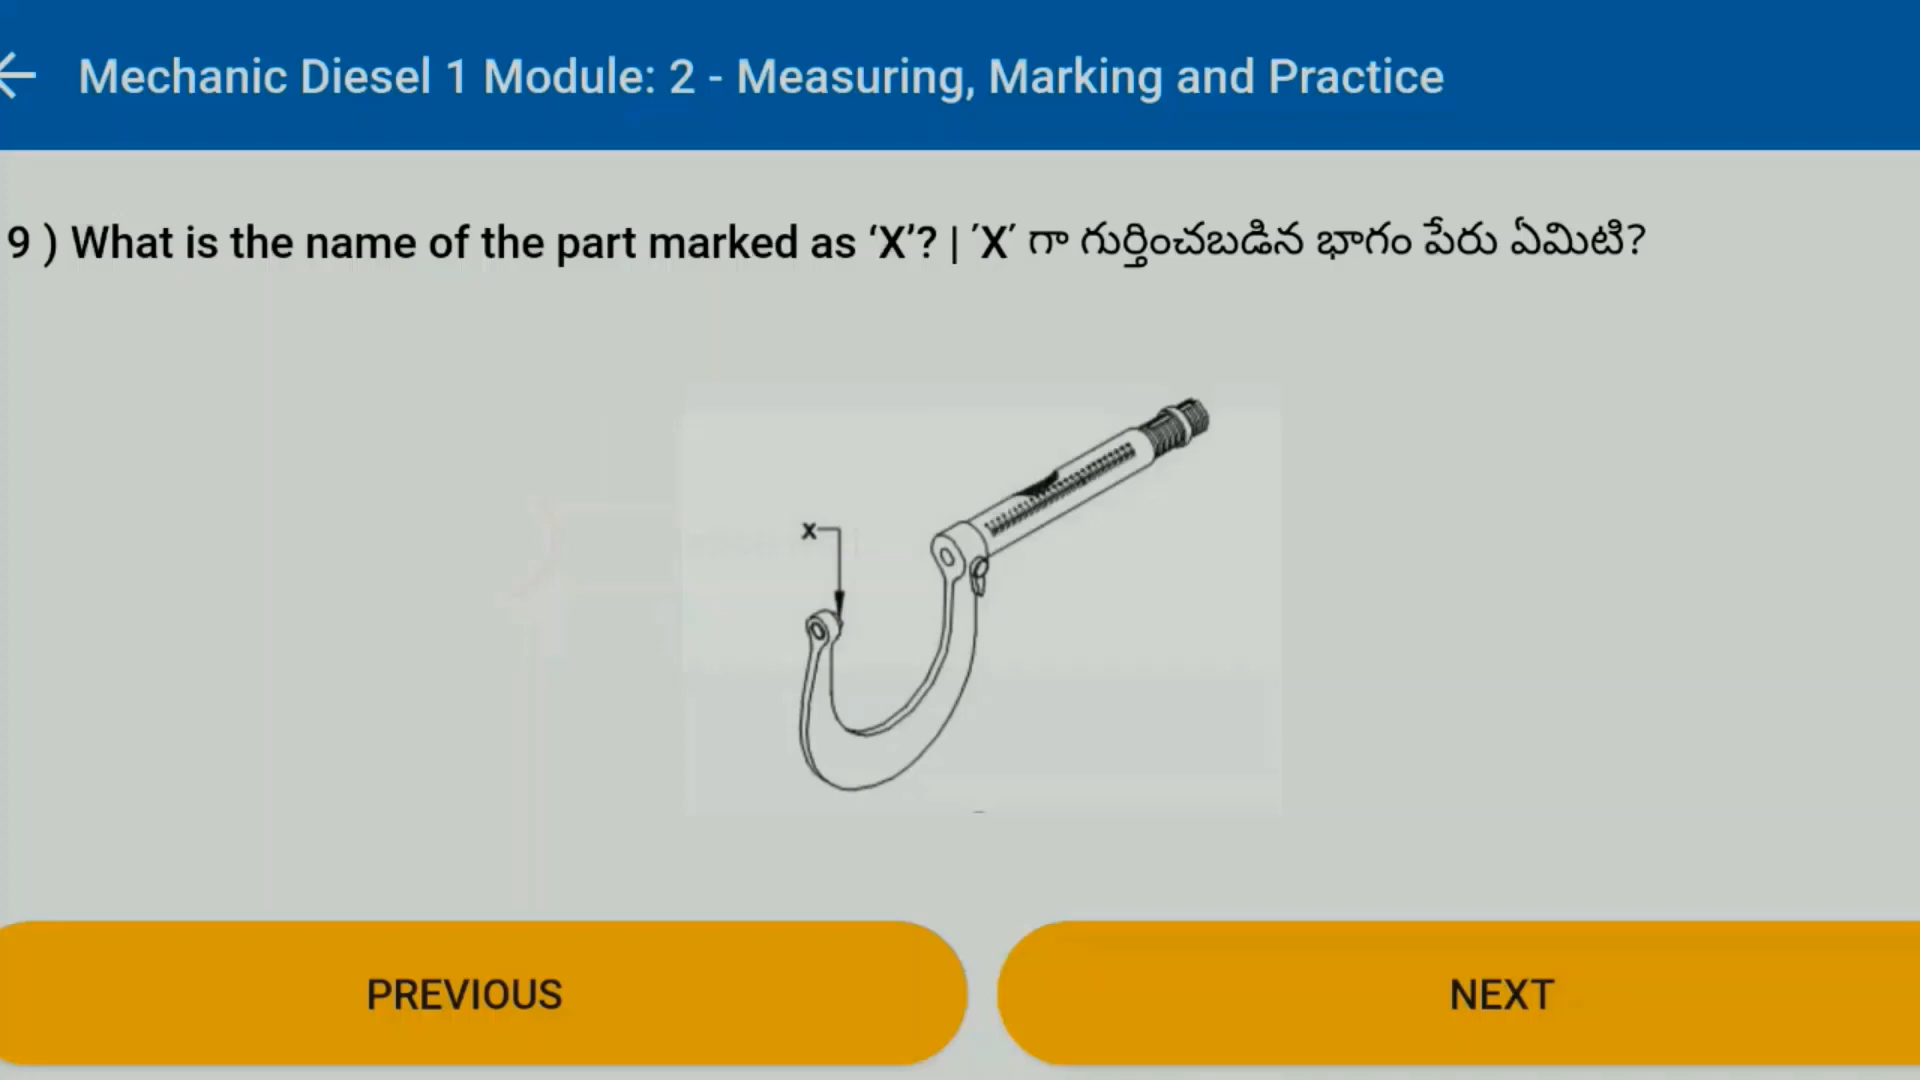 Mechanic Diesel 1 Module: 2 - Measuring, Marking and Practice
9 ) What is the name of the part marked as ‘X’? | ′X′ గా గుర్తించబడిన భాగం పేరు ఏమిటి?
X
PREVIOUS
NEXT